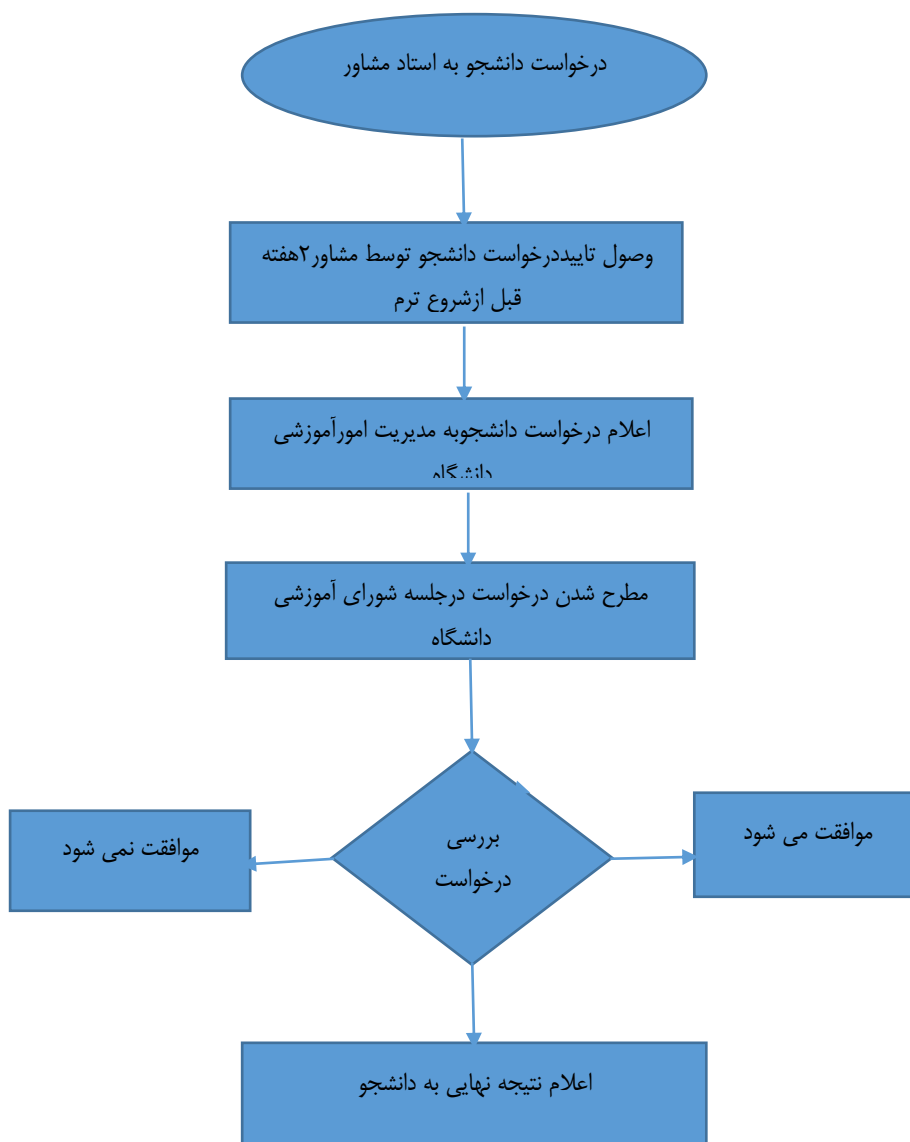 درخواست دانشجو به استاد مشاور
وصول تاییددرخواست دانشجو توسط مشاور۲هفته
قبل ازشروع ترم
اعلام درخواست دانشجوبه مدیریت امورآموزشی
دانشگاه
مطرح شدن درخواست درجلسه شورای آموزشی
دانشگاه
بررسی
درخواست
موافقت می شود
موافقت نمی شود
اعلام نتیجه نهایی به دانشجو